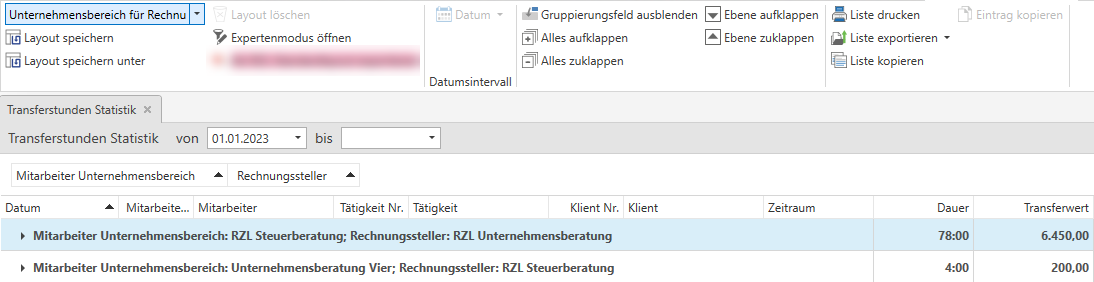 Unternehmensbereich für Rechnu
Layout löschen
Datum
Gruppierungsfeld ausblenden
Ebene aufklappen
Liste drucken
Eintrag kopieren
Layout speichern
Expertenmodus öffnen
Alles aufklappen
Ebene zuklappen
Liste exportieren
Layout speichern unter
Alles zuklappen
Liste kopieren
Datumsintervall
Transferstunden Statistik
Transferstunden Statistik von 01.01.2023 bis
Mitarbeiter Unternehmensbereich Rechnungssteller
Datum Mitarbeite... Mitarbeiter Tätigkeit Nr. Tätigkeit Klient Nr. Klient Zeitraum Dauer Transferwert
Mitarbeiter Unternehmensbereich: RZL Steuerberatung; Rechnungssteller: RZL Unternehmensberatung 78:00 6.450,00
Mitarbeiter Unternehmensbereich: Unternehmensberatung Vier; Rechnungssteller: RZL Steuerberatung 4:00 200,00